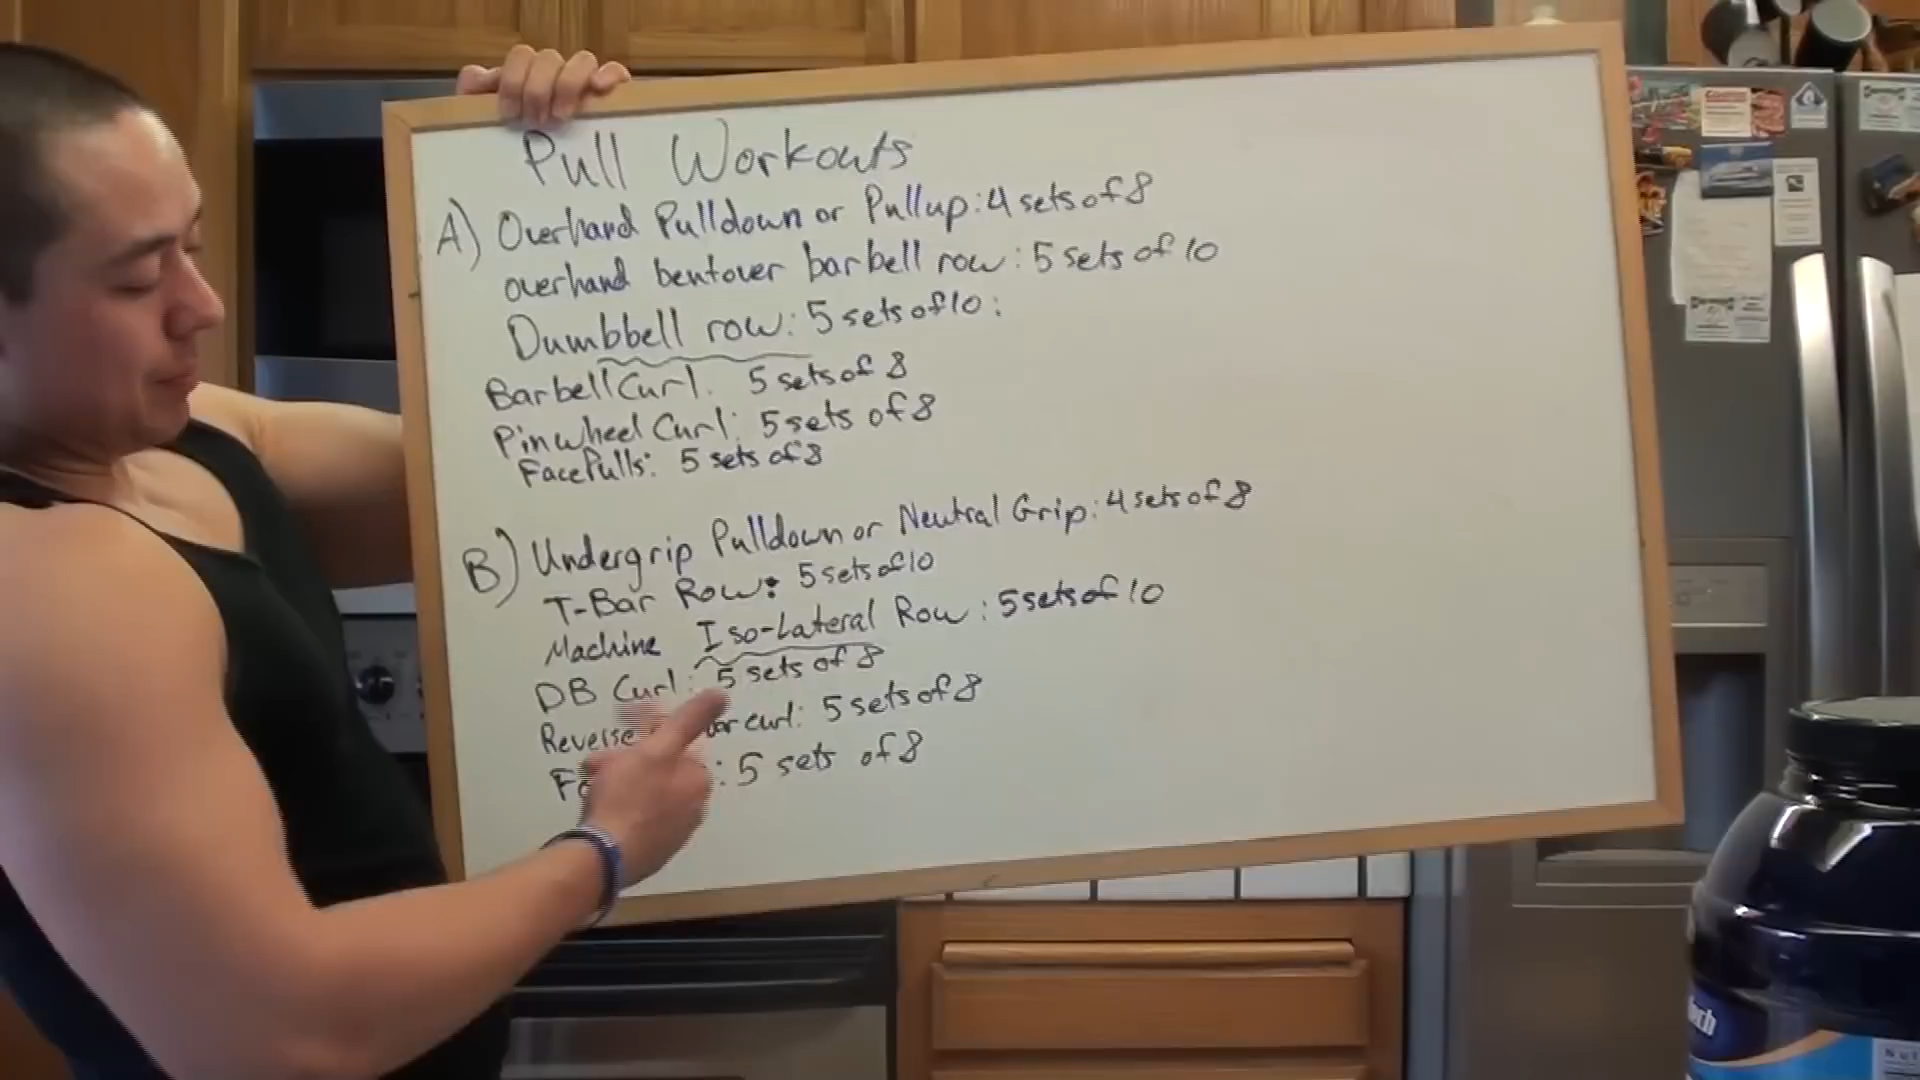 Pull Workouts
A) Overhand Pulldown or Pullup: 4 sets of 8
overhand bentover barbell row: 5 sets of 10
Dumbbell row: 5 sets of 10:
Barbell Curl: 5 sets of 8
Pinwheel Curl: 5 sets of 8
Face Pulls: 5 sets of 8
B) Undergrip Pulldown or Neutral Grip: 4 sets of 8
T-Bar Row: 5 sets of 10
Machine Iso-Lateral Row: 5 sets of 10
DB Curl: 5 sets of 8
Reverse curl: 5 sets of 8
: 5 sets of 8